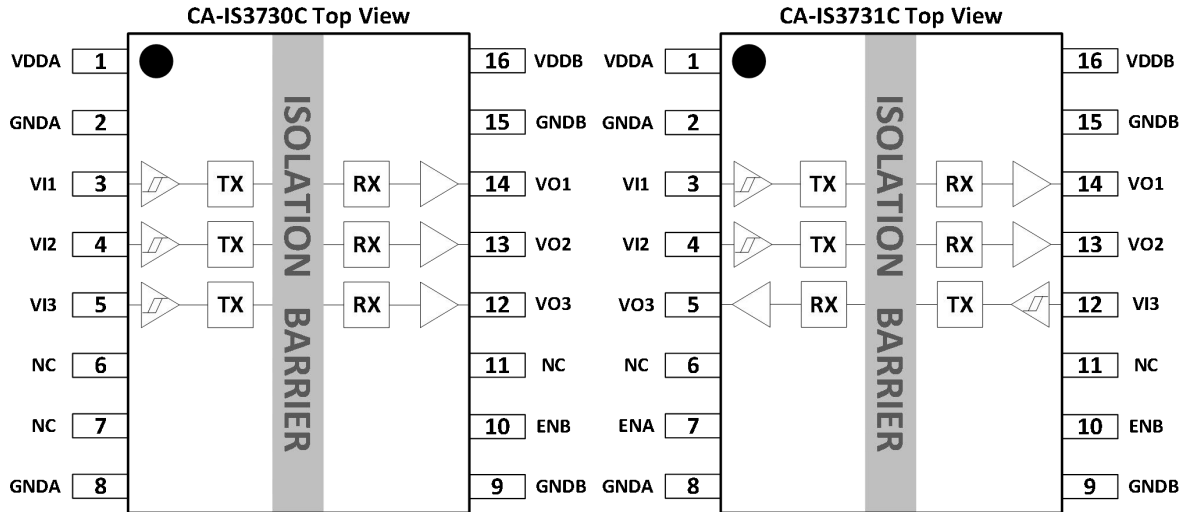 CA-IS3730C Top View
VDDA 1 16 VDDB
GNDA 2 15 GNDB
VI1 3 TX RX 14 VO1
VI2 4 TX RX 13 VO2
VI3 5 TX RX 12 VO3
NC 6 11 NC
NC 7 10 ENB
GNDA 8 9 GNDB
ISOLATION BARRIER
CA-IS3731C Top View
VDDA 1 16 VDDB
GNDA 2 15 GNDB
VI1 3 TX RX 14 VO1
VI2 4 TX RX 13 VO2
VO3 5 RX TX 12 VI3
NC 6 11 NC
ENA 7 10 ENB
GNDA 8 9 GNDB
ISOLATION BARRIER